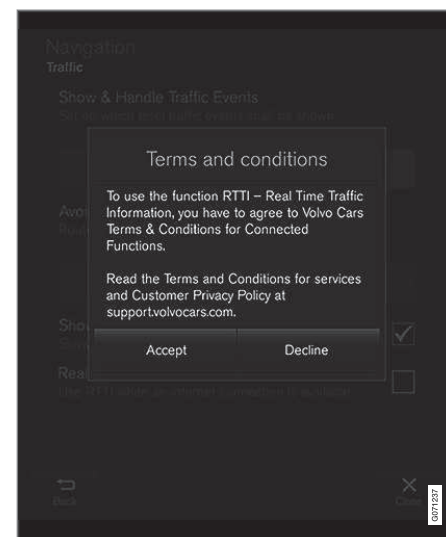 Navigation
Traffic
Show & Handle Traffic Events
Terms and conditions
To use the function RTTI – Real Time Traffic
Information, you have to agree to Volvo Cars
Terms & Conditions for Connected
Functions.
Read the Terms and Conditions for services
and Customer Privacy Policy at
support.volvocars.com.
Accept
Decline
Back
Close
G071237